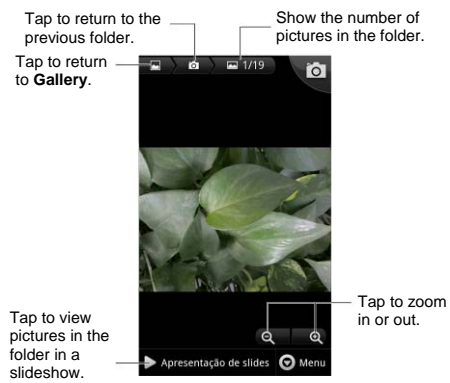 Tap to return to the
previous folder.
Show the number of
pictures in the folder.
Tap to return
to Gallery.
1/19
Tap to zoom
in or out.
Tap to view
pictures in the
folder in a
slideshow.
Apresentação de slides
Menu